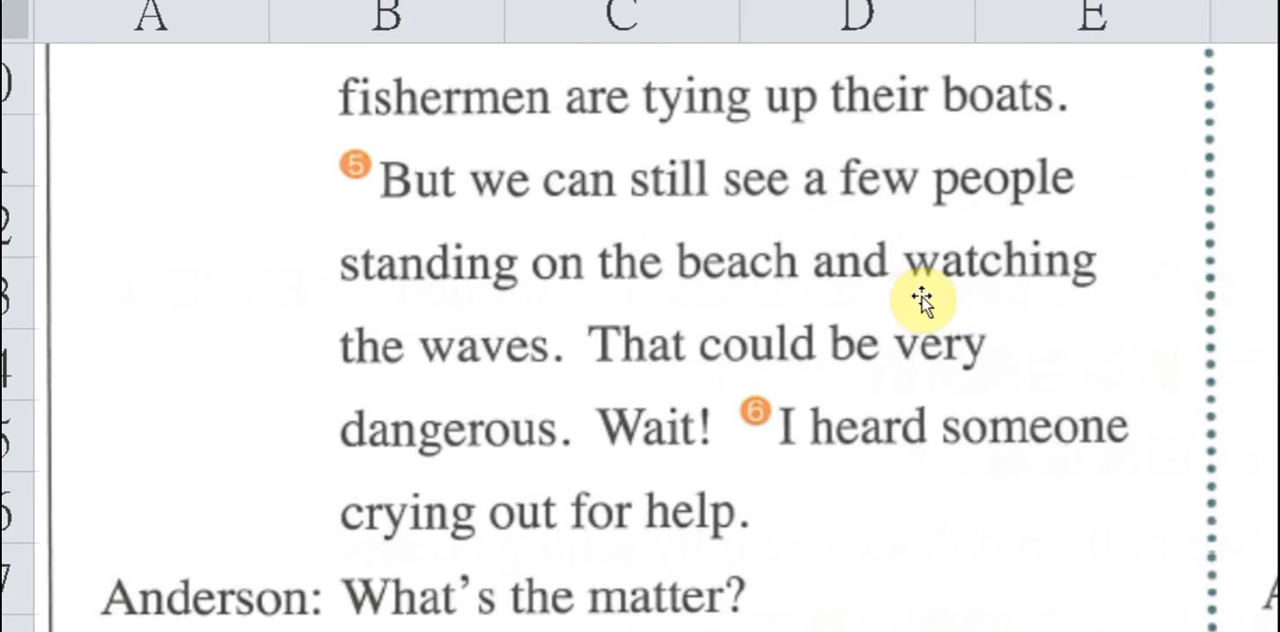 A B C D E
fishermen are tying up their boats.
⑤ But we can still see a few people
standing on the beach and watching
the waves. That could be very
dangerous. Wait! ⑥ I heard someone
crying out for help.
Anderson: What's the matter?